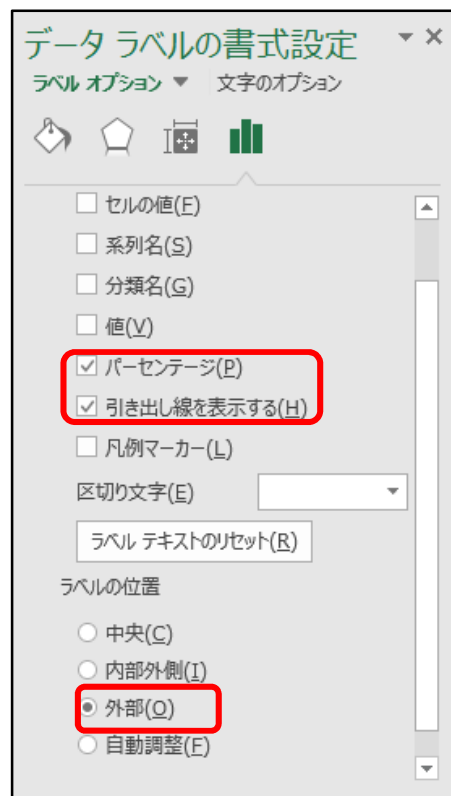 データ ラベルの書式設定
ラベル オプション 文字のオプション
セルの値(F)
系列名(S)
分類名(G)
値(V)
パーセンテージ(P)
引き出し線を表示する(H)
凡例マーカー(L)
区切り文字(E)
ラベル テキストのリセット(R)
ラベルの位置
中央(C)
内部外側(I)
外部(O)
自動調整(F)